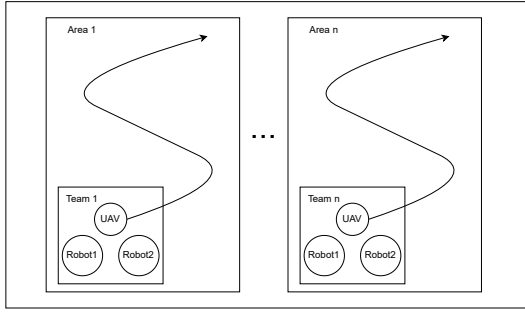 Area 1
Team 1
UAV
Robot1
Robot2
...
Area n
Team n
UAV
Robot1
Robot2